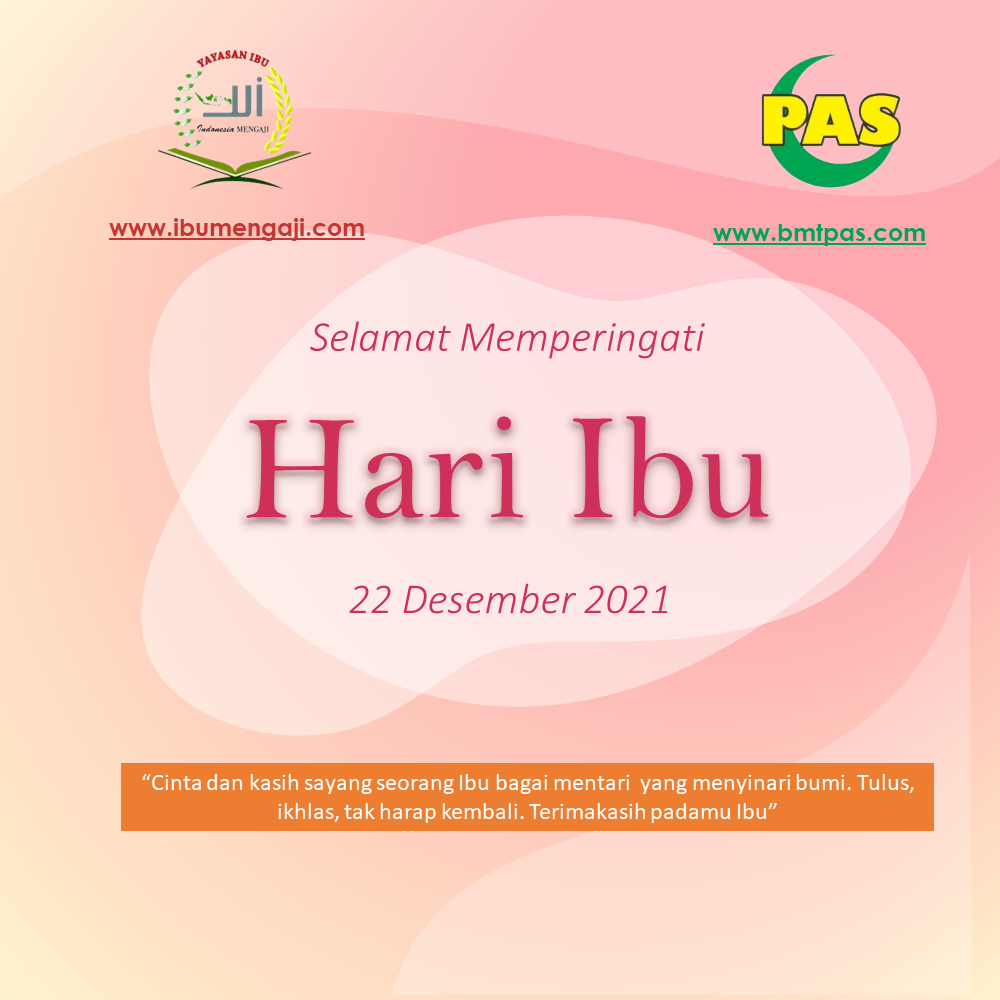 YAYASAN IBU
Indonesia MENGAJI
PAS
www.ibumengaji.com
www.bmtpas.com
Selamat Memperingati
Hari Ibu
22 Desember 2021
“Cinta dan kasih sayang seorang Ibu bagai mentari yang menyinari bumi. Tulus,
ikhlas, tak harap kembali. Terimakasih padamu Ibu”